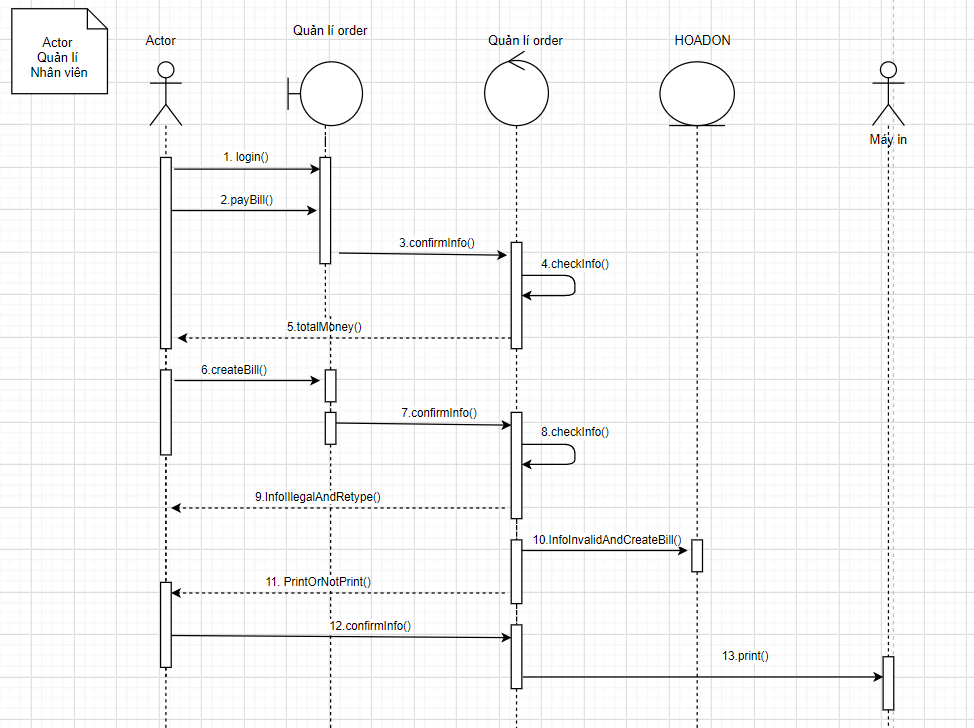 Actor
Quản lí
Nhân viên
Actor
Quản lí order
Quản lí order
HOADON
Máy in
1. login()
2.payBill()
3.confirmInfo()
4.checkInfo()
5.totalMoney()
6.createBill()
7.confirmInfo()
8.checkInfo()
9.InfoIllegalAndRetype()
10.InfoInvalidAndCreateBill()
11. PrintOrNotPrint()
12.confirmInfo()
13.print()